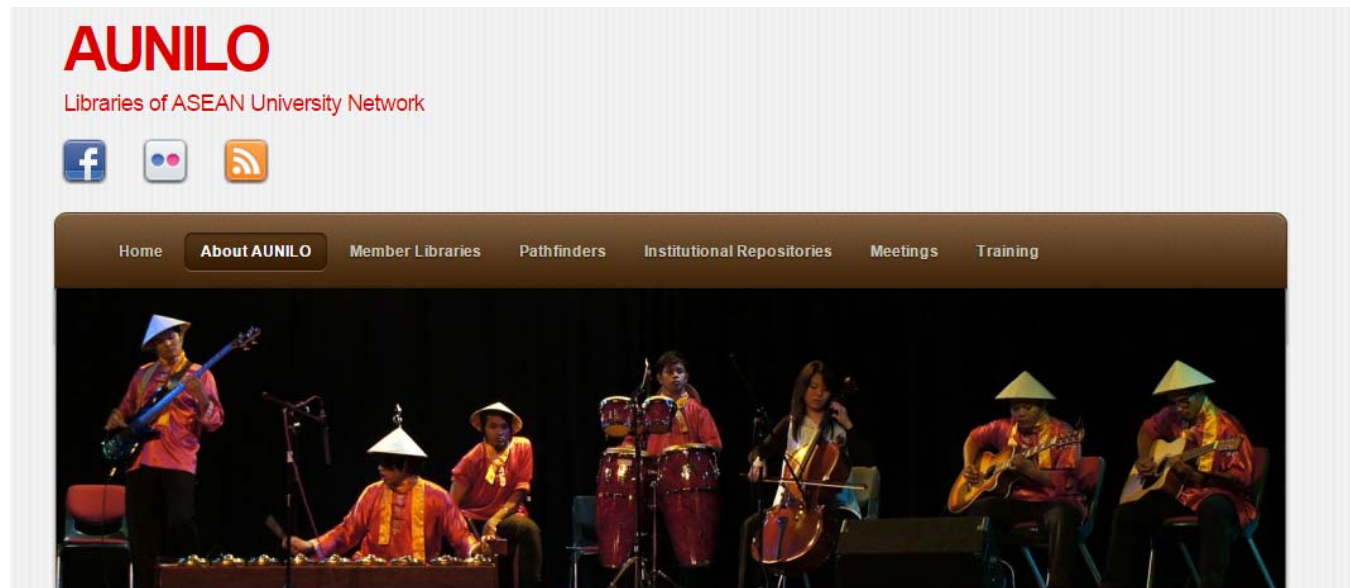 AUNILO
Libraries of ASEAN University Network
Home About AUNILO Member Libraries Pathfinders Institutional Repositories Meetings Training